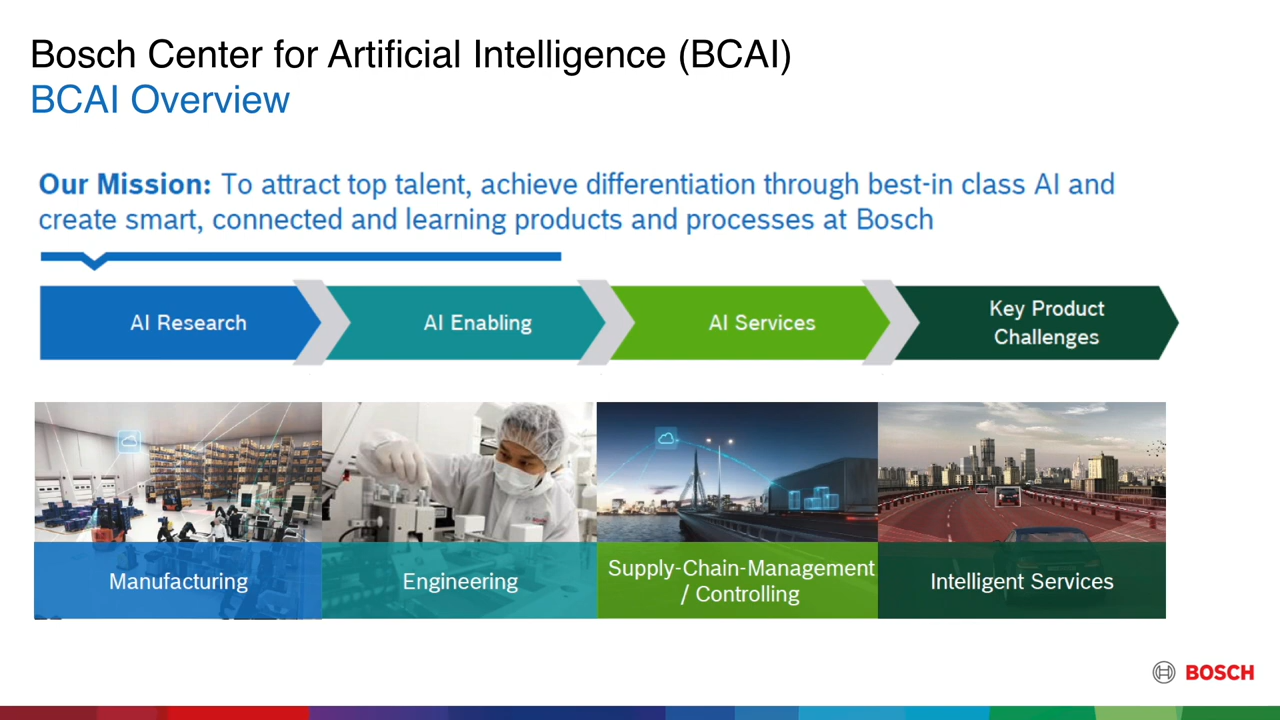 Bosch Center for Artificial Intelligence (BCAI)
BCAI Overview
Our Mission: To attract top talent, achieve differentiation through best-in class AI and
create smart, connected and learning products and processes at Bosch
AI Research
AI Enabling
AI Services
Key Product
Challenges
Manufacturing
Engineering
Supply-Chain-Management
/ Controlling
Intelligent Services
BOSCH